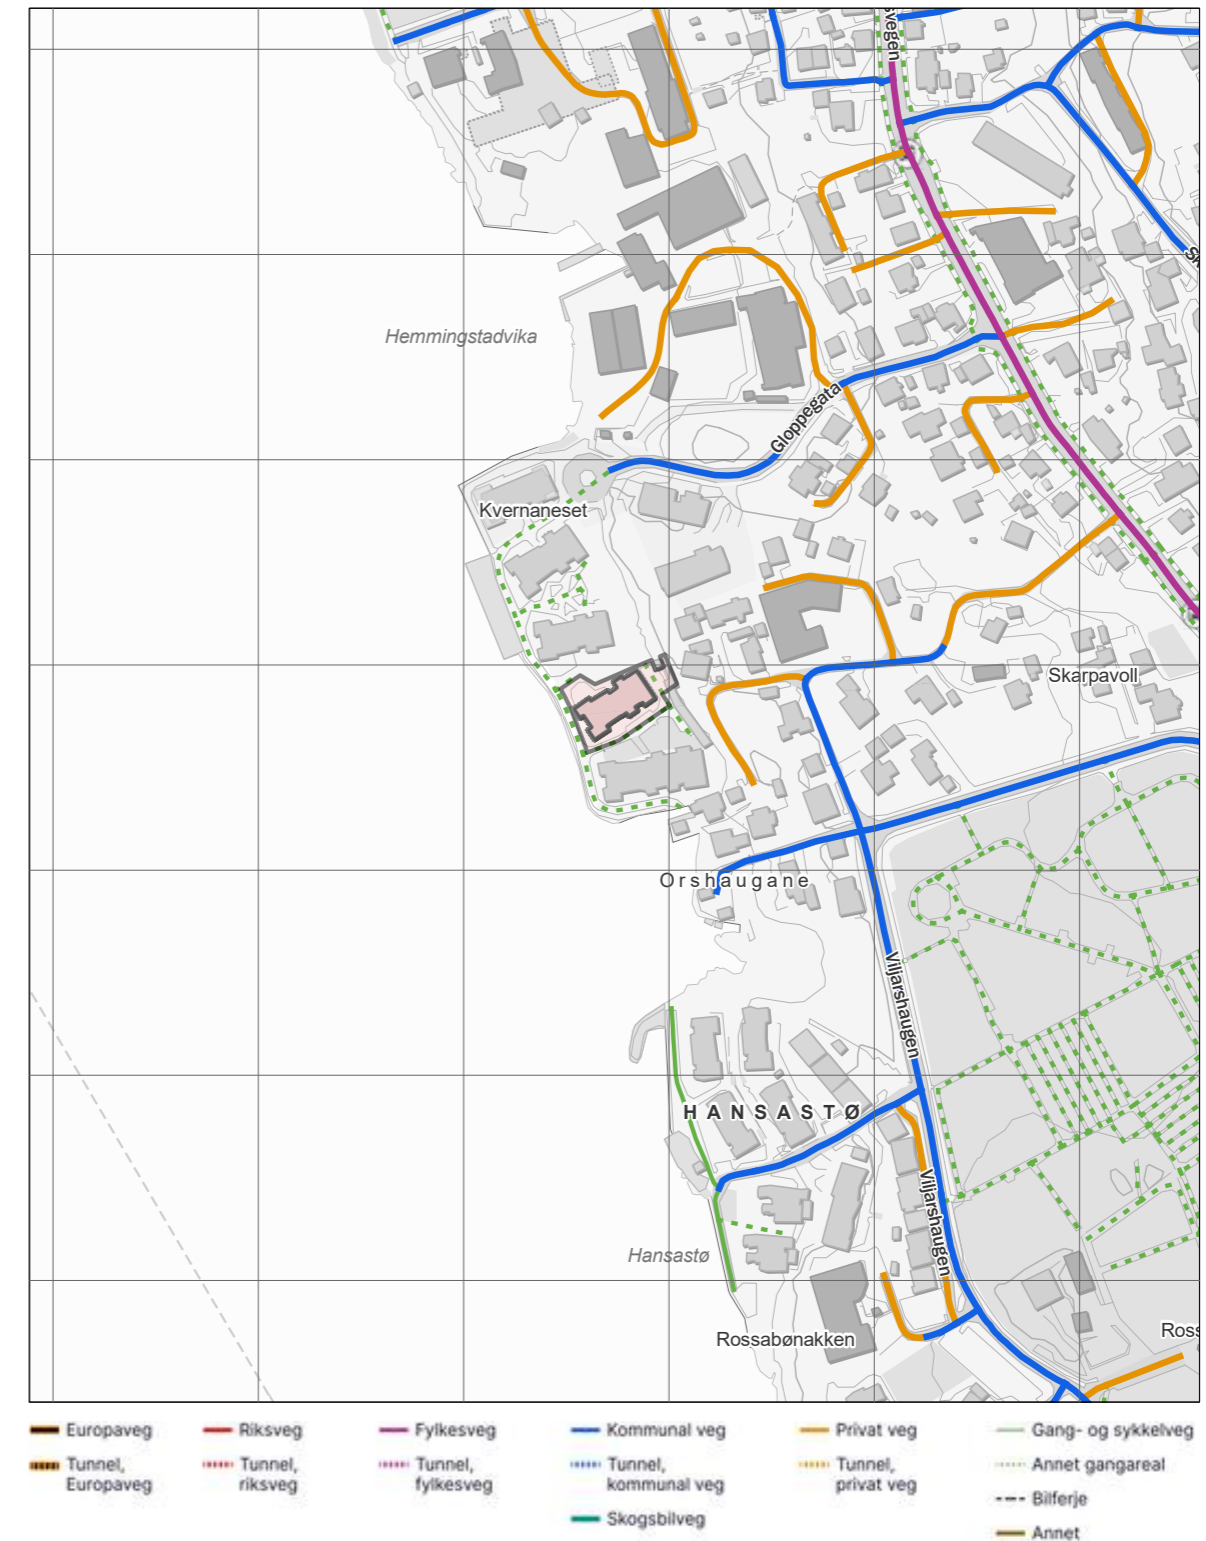 svegen
Sk
Hemmingstadvika
Gloppegata
Kvernaneset
Skarpavoll
Orshaugane
Viljarshaugen
HANSASTØ
Viljarshaugen
Hansastø
Rossabønakken
Ross
Europaveg
Riksveg
Fylkesveg
Kommunal veg
Privat veg
Gang- og sykkelveg
Tunnel,
Europaveg
Tunnel,
riksveg
Tunnel,
fylkesveg
Tunnel,
kommunal veg
Tunnel,
privat veg
Annet gangareal
Bilferje
Skogsbilveg
Annet